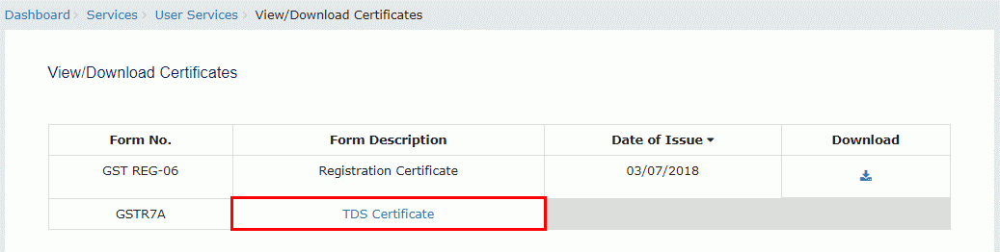 Dashboard › Services › User Services › View/Download Certificates
View/Download Certificates
Form No. Form Description Date of Issue Download
GST REG-06 Registration Certificate 03/07/2018
GSTR7A TDS Certificate